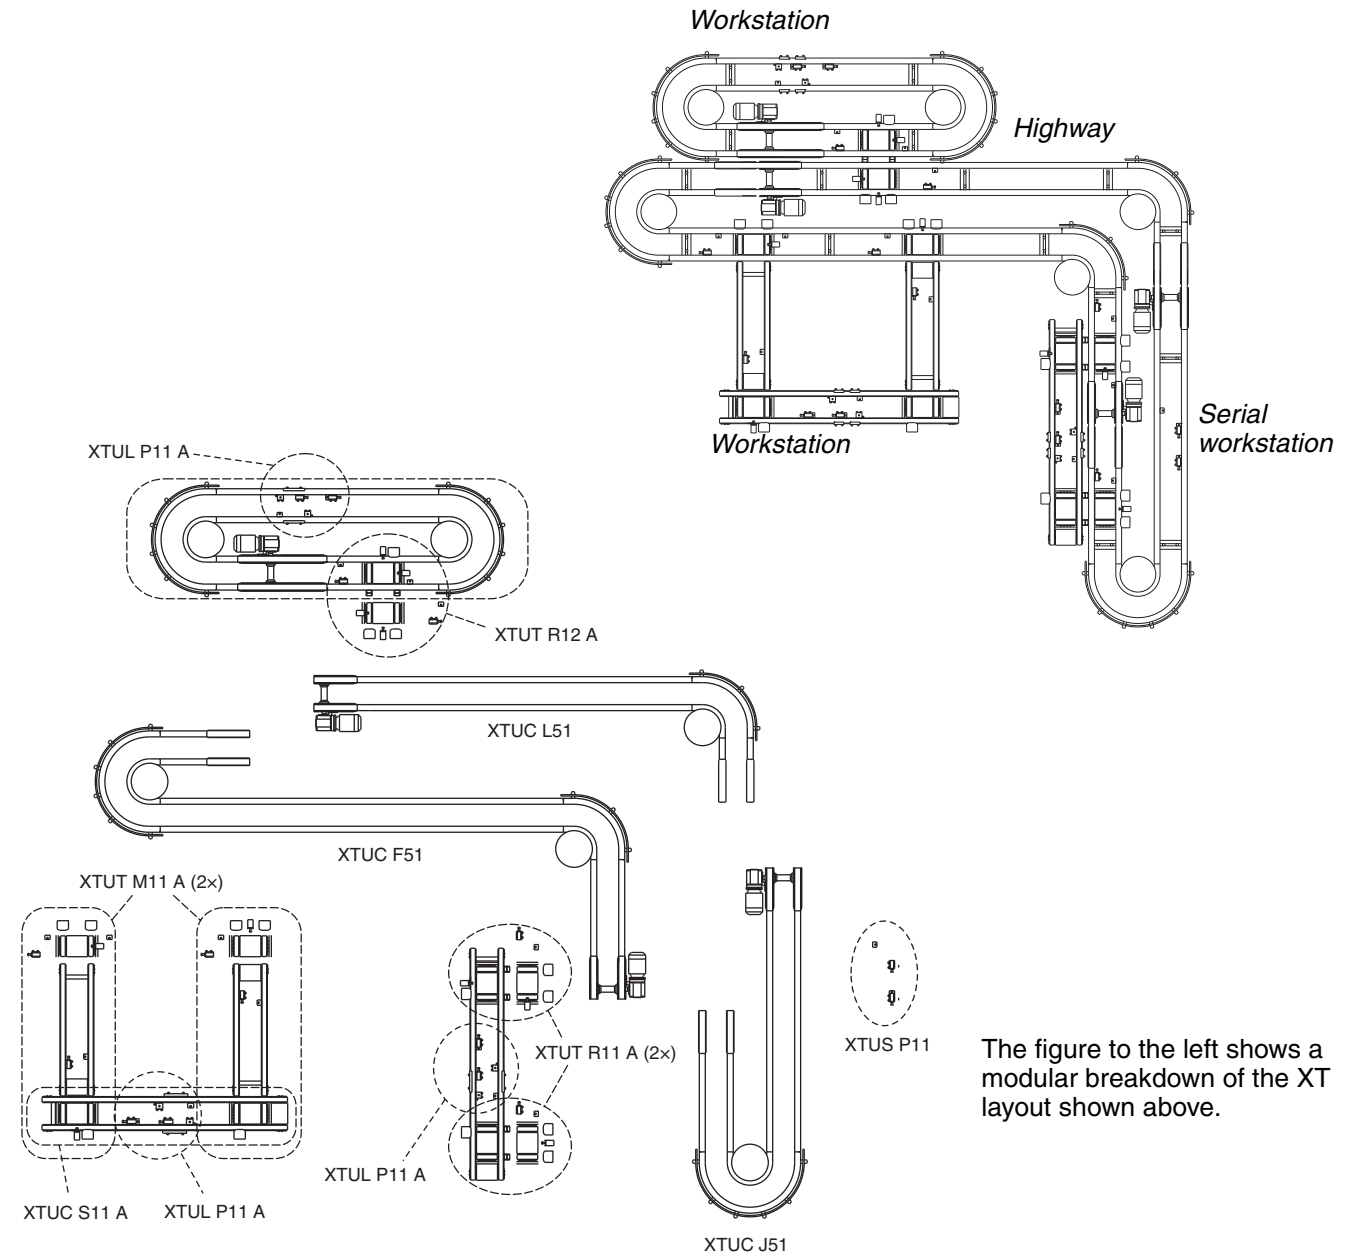 Workstation
Highway
Serial
workstation
Workstation
XTUL P11 A
XTUT R12 A
XTUC L51
XTUC F51
XTUT M11 A (2×)
XTUT R11 A (2×)
XTUS P11
The figure to the left shows a
modular breakdown of the XT
layout shown above.
XTUL P11 A
XTUC S11 A
XTUL P11 A
XTUC J51